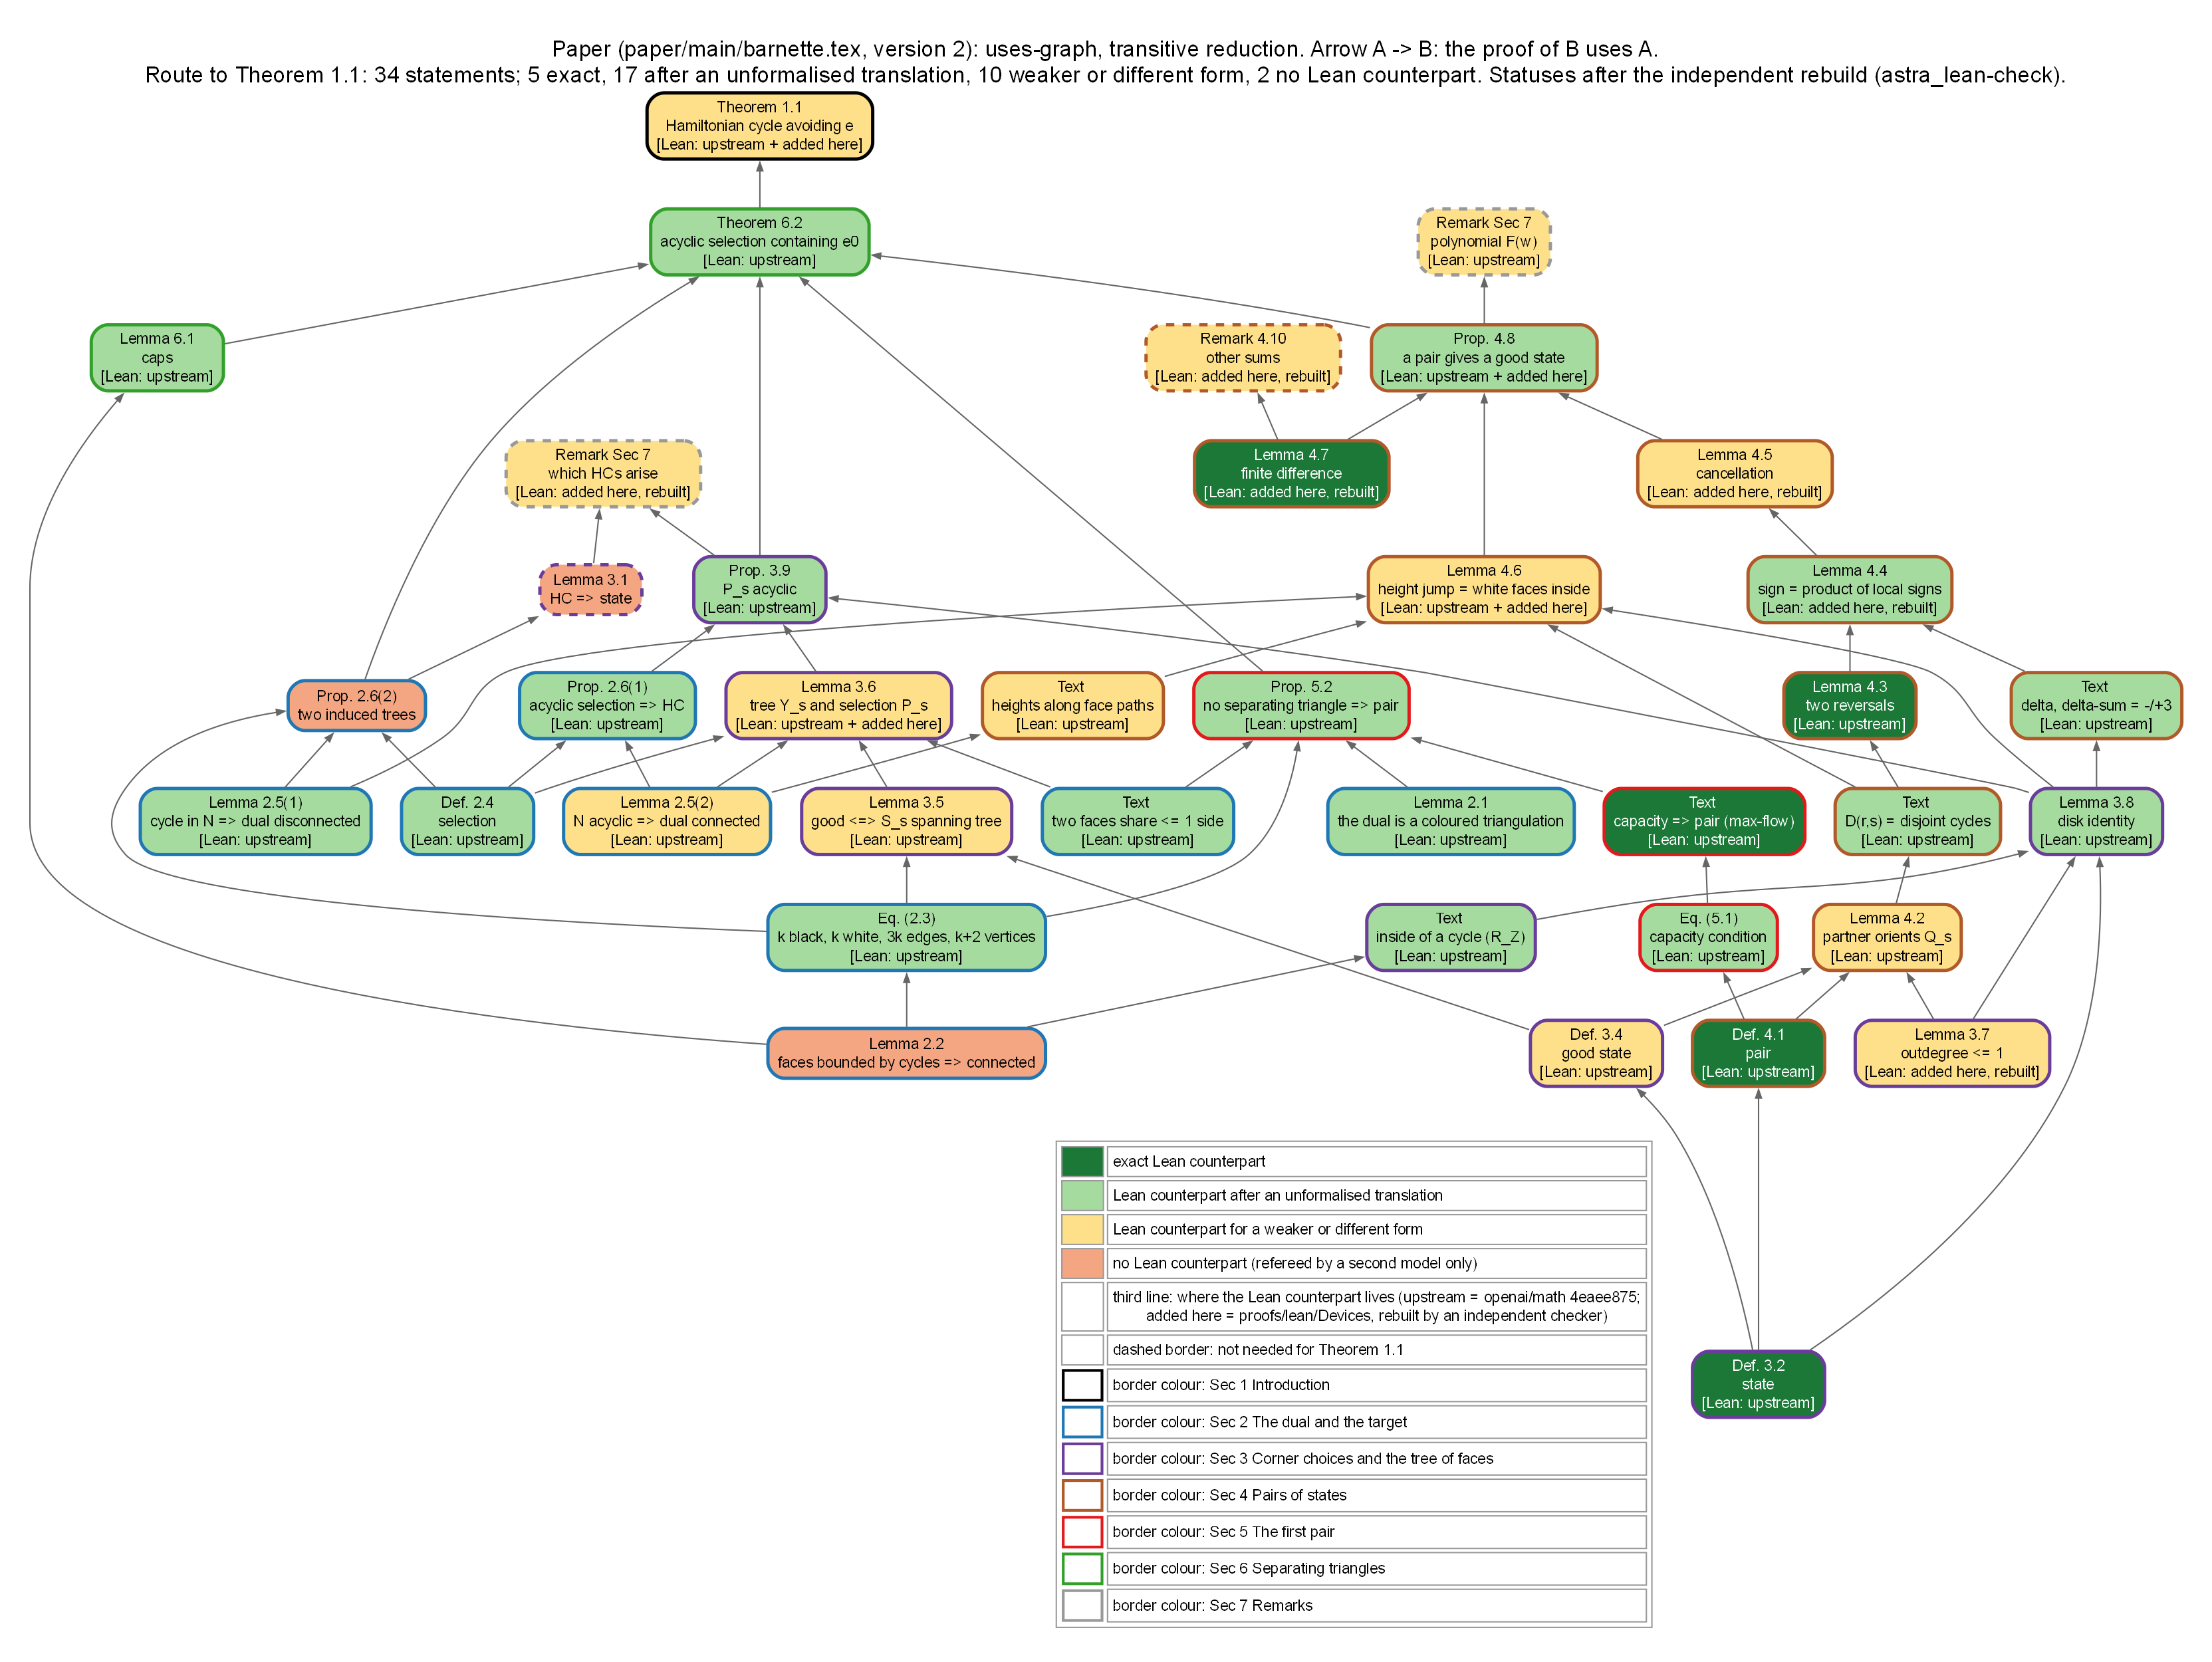 Paper (paper/main/barnette.tex, version 2): uses-graph, transitive reduction. Arrow A -> B: the proof of B uses A.
Route to Theorem 1.1: 34 statements; 5 exact, 17 after an unformalised translation, 10 weaker or different form, 2 no Lean counterpart. Statuses after the independent rebuild (astra_lean-check).
Theorem 1.1
Hamiltonian cycle avoiding e
[Lean: upstream + added here]
Theorem 6.2
acyclic selection containing e0
[Lean: upstream]
Remark Sec 7
polynomial F(w)
[Lean: upstream]
Lemma 6.1
caps
[Lean: upstream]
Remark 4.10
other sums
[Lean: added here, rebuilt]
Prop. 4.8
a pair gives a good state
[Lean: upstream + added here]
Remark Sec 7
which HCs arise
[Lean: added here, rebuilt]
Lemma 4.7
finite difference
[Lean: added here, rebuilt]
Lemma 4.5
cancellation
[Lean: added here, rebuilt]
Lemma 3.1
HC => state
Prop. 3.9
P_s acyclic
[Lean: upstream]
Lemma 4.6
height jump = white faces inside
[Lean: upstream + added here]
Lemma 4.4
sign = product of local signs
[Lean: added here, rebuilt]
Prop. 2.6(2)
two induced trees
Prop. 2.6(1)
acyclic selection => HC
[Lean: upstream]
Lemma 3.6
tree Y_s and selection P_s
[Lean: upstream + added here]
Text
heights along face paths
[Lean: upstream]
Prop. 5.2
no separating triangle => pair
[Lean: upstream]
Lemma 4.3
two reversals
[Lean: upstream]
Text
delta, delta-sum = -/+3
[Lean: upstream]
Lemma 2.5(1)
cycle in N => dual disconnected
[Lean: upstream]
Def. 2.4
selection
[Lean: upstream]
Lemma 2.5(2)
N acyclic => dual connected
[Lean: upstream]
Lemma 3.5
good <=> S_s spanning tree
[Lean: upstream]
Text
two faces share <= 1 side
[Lean: upstream]
Lemma 2.1
the dual is a coloured triangulation
[Lean: upstream]
Text
capacity => pair (max-flow)
[Lean: upstream]
Text
D(r,s) = disjoint cycles
[Lean: upstream]
Lemma 3.8
disk identity
[Lean: upstream]
Eq. (2.3)
k black, k white, 3k edges, k+2 vertices
[Lean: upstream]
Text
inside of a cycle (R_Z)
[Lean: upstream]
Eq. (5.1)
capacity condition
[Lean: upstream]
Lemma 4.2
partner orients Q_s
[Lean: upstream]
Lemma 2.2
faces bounded by cycles => connected
Def. 3.4
good state
[Lean: upstream]
Def. 4.1
pair
[Lean: upstream]
Lemma 3.7
outdegree <= 1
[Lean: added here, rebuilt]
exact Lean counterpart
Lean counterpart after an unformalised translation
Lean counterpart for a weaker or different form
no Lean counterpart (refereed by a second model only)
third line: where the Lean counterpart lives (upstream = openai/math 4eaee875;
added here = proofs/lean/Devices, rebuilt by an independent checker)
dashed border: not needed for Theorem 1.1
border colour: Sec 1 Introduction
border colour: Sec 2 The dual and the target
border colour: Sec 3 Corner choices and the tree of faces
border colour: Sec 4 Pairs of states
border colour: Sec 5 The first pair
border colour: Sec 6 Separating triangles
border colour: Sec 7 Remarks
Def. 3.2
state
[Lean: upstream]